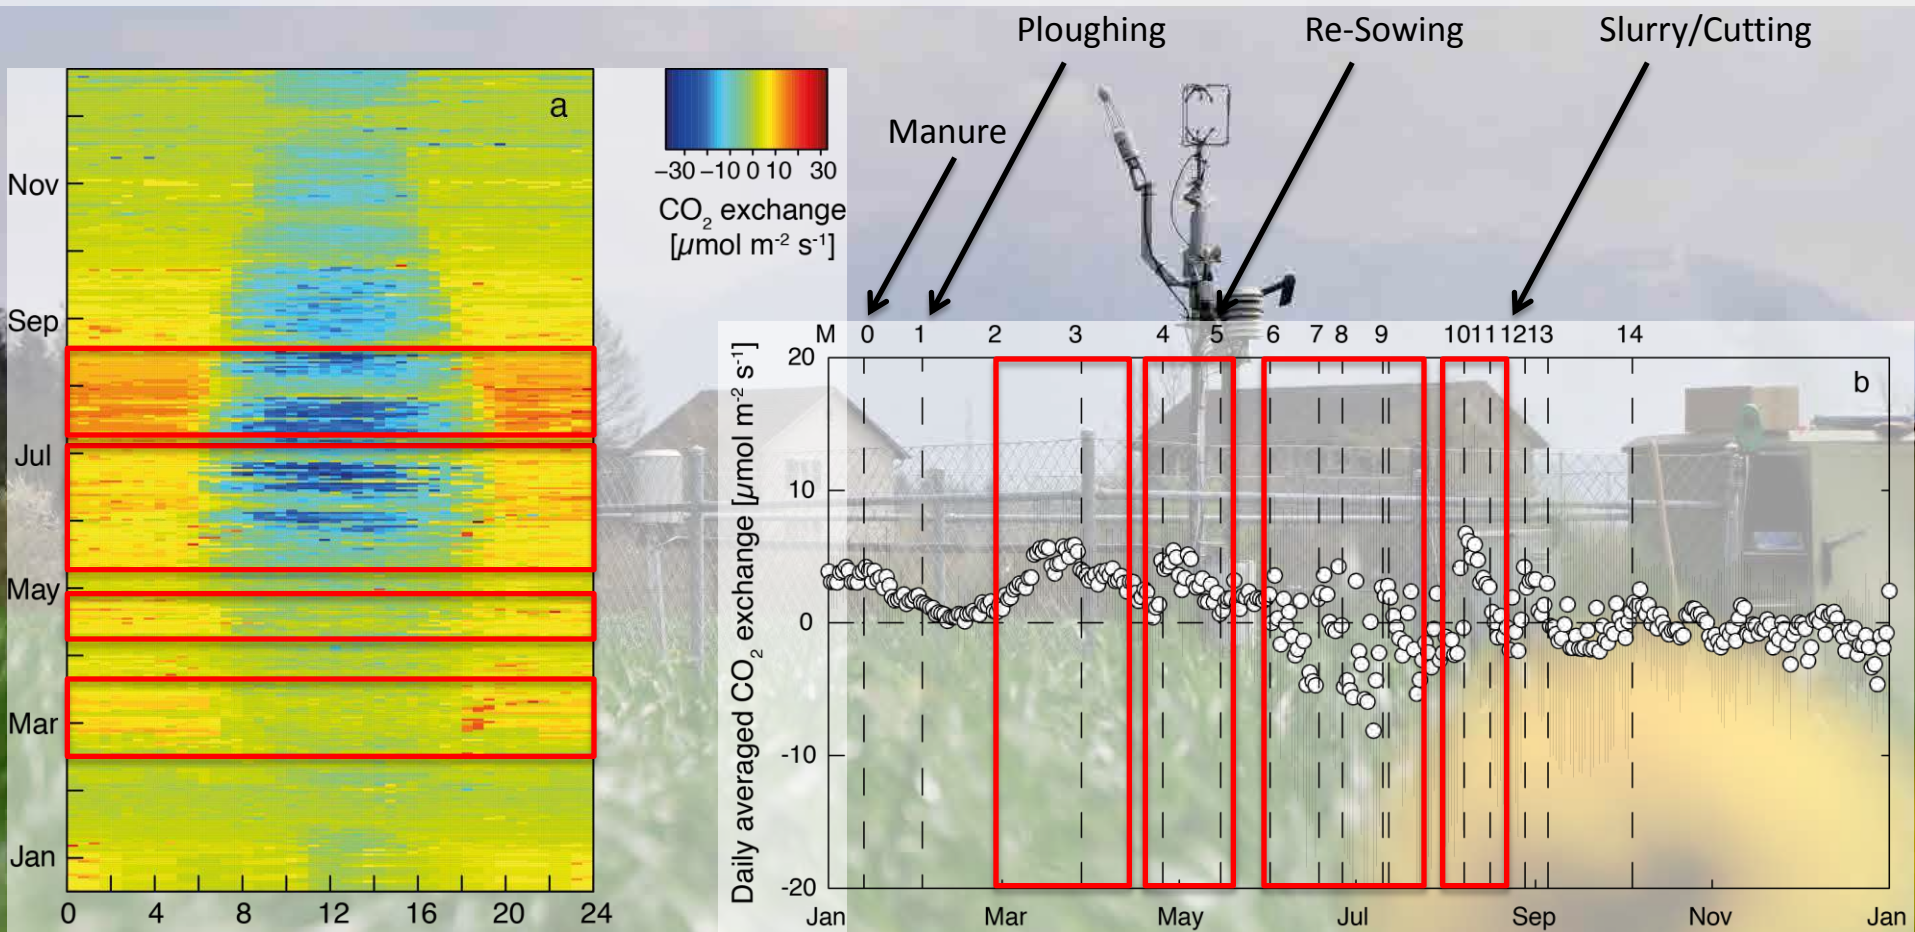 Ploughing
Re-Sowing
Slurry/Cutting
Manure
a
Nov
Sep
Jul
May
Mar
Jan
0 4 8 12 16 20 24
−30 −10 0 10 30
CO2 exchange
[µmol m-2 s-1]
M 0 1 2 3 4 5 6 7 8 9 10 11 12 13 14
b
Daily averaged CO2 exchange [µmol m-2 s-1]
20
10
0
-10
-20
Jan Mar May Jul Sep Nov Jan